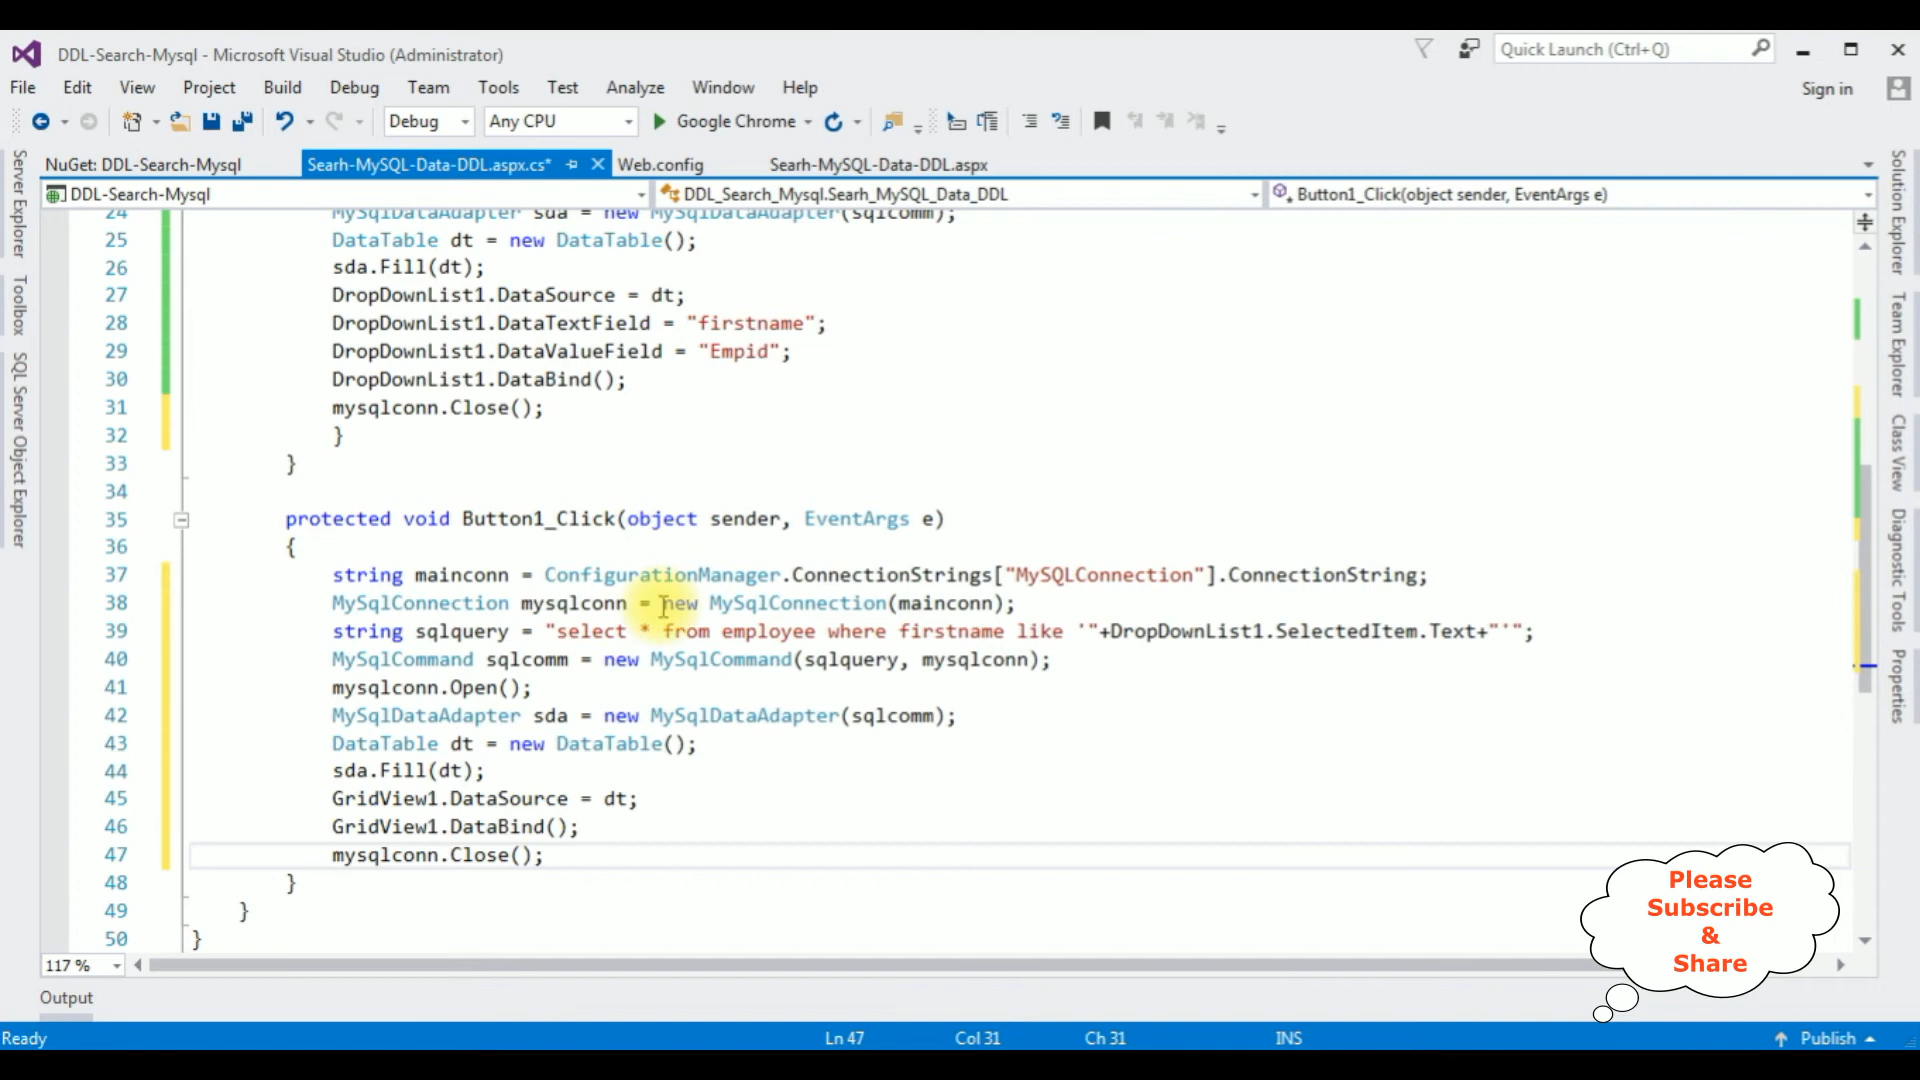 DDL-Search-Mysql - Microsoft Visual Studio (Administrator)
Quick Launch (Ctrl+Q)
File Edit View Project Build Debug Team Tools Test Analyze Window Help
Sign in
Debug Any CPU Google Chrome
NuGet: DDL-Search-Mysql Searh-MySQL-Data-DDL.aspx.cs* Web.config Searh-MySQL-Data-DDL.aspx
DDL-Search-Mysql DDL_Search_Mysql.Searh_MySQL_Data_DDL Button1_Click(object sender, EventArgs e)
Server Explorer
Toolbox
SQL Server Object Explorer
24 MySqlDataAdapter sda = new MySqlDataAdapter(sqlcomm);
25 DataTable dt = new DataTable();
26 sda.Fill(dt);
27 DropDownList1.DataSource = dt;
28 DropDownList1.DataTextField = "firstname";
29 DropDownList1.DataValueField = "Empid";
30 DropDownList1.DataBind();
31 mysqlconn.Close();
32 }
33 }
34
35 protected void Button1_Click(object sender, EventArgs e)
36 {
37 string mainconn = ConfigurationManager.ConnectionStrings["MySQLConnection"].ConnectionString;
38 MySqlConnection mysqlconn = new MySqlConnection(mainconn);
39 string sqlquery = "select * from employee where firstname like '"+DropDownList1.SelectedItem.Text+"'";
40 MySqlCommand sqlcomm = new MySqlCommand(sqlquery, mysqlconn);
41 mysqlconn.Open();
42 MySqlDataAdapter sda = new MySqlDataAdapter(sqlcomm);
43 DataTable dt = new DataTable();
44 sda.Fill(dt);
45 GridView1.DataSource = dt;
46 GridView1.DataBind();
47 mysqlconn.Close();
48 }
49 }
50 }
Solution Explorer
Team Explorer
Class View
Diagnostic Tools
Properties
Please
Subscribe
&
Share
117 %
Output
Ready Ln 47 Col 31 Ch 31 INS Publish